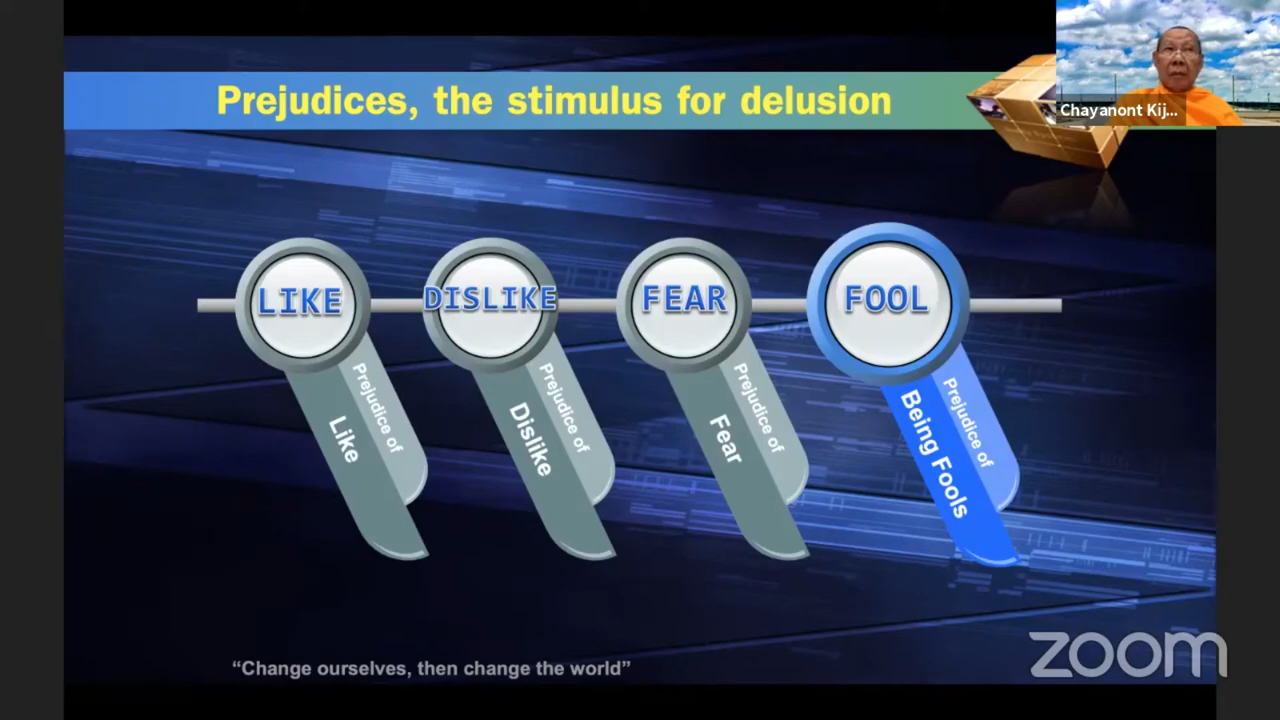 Prejudices, the stimulus for delusion
Chayanont Kij...
LIKE
DISLIKE
FEAR
FOOL
Prejudice of
Like
Prejudice of
Dislike
Prejudice of
Fear
Prejudice of
Being Fools
“Change ourselves, then change the world”
zoom